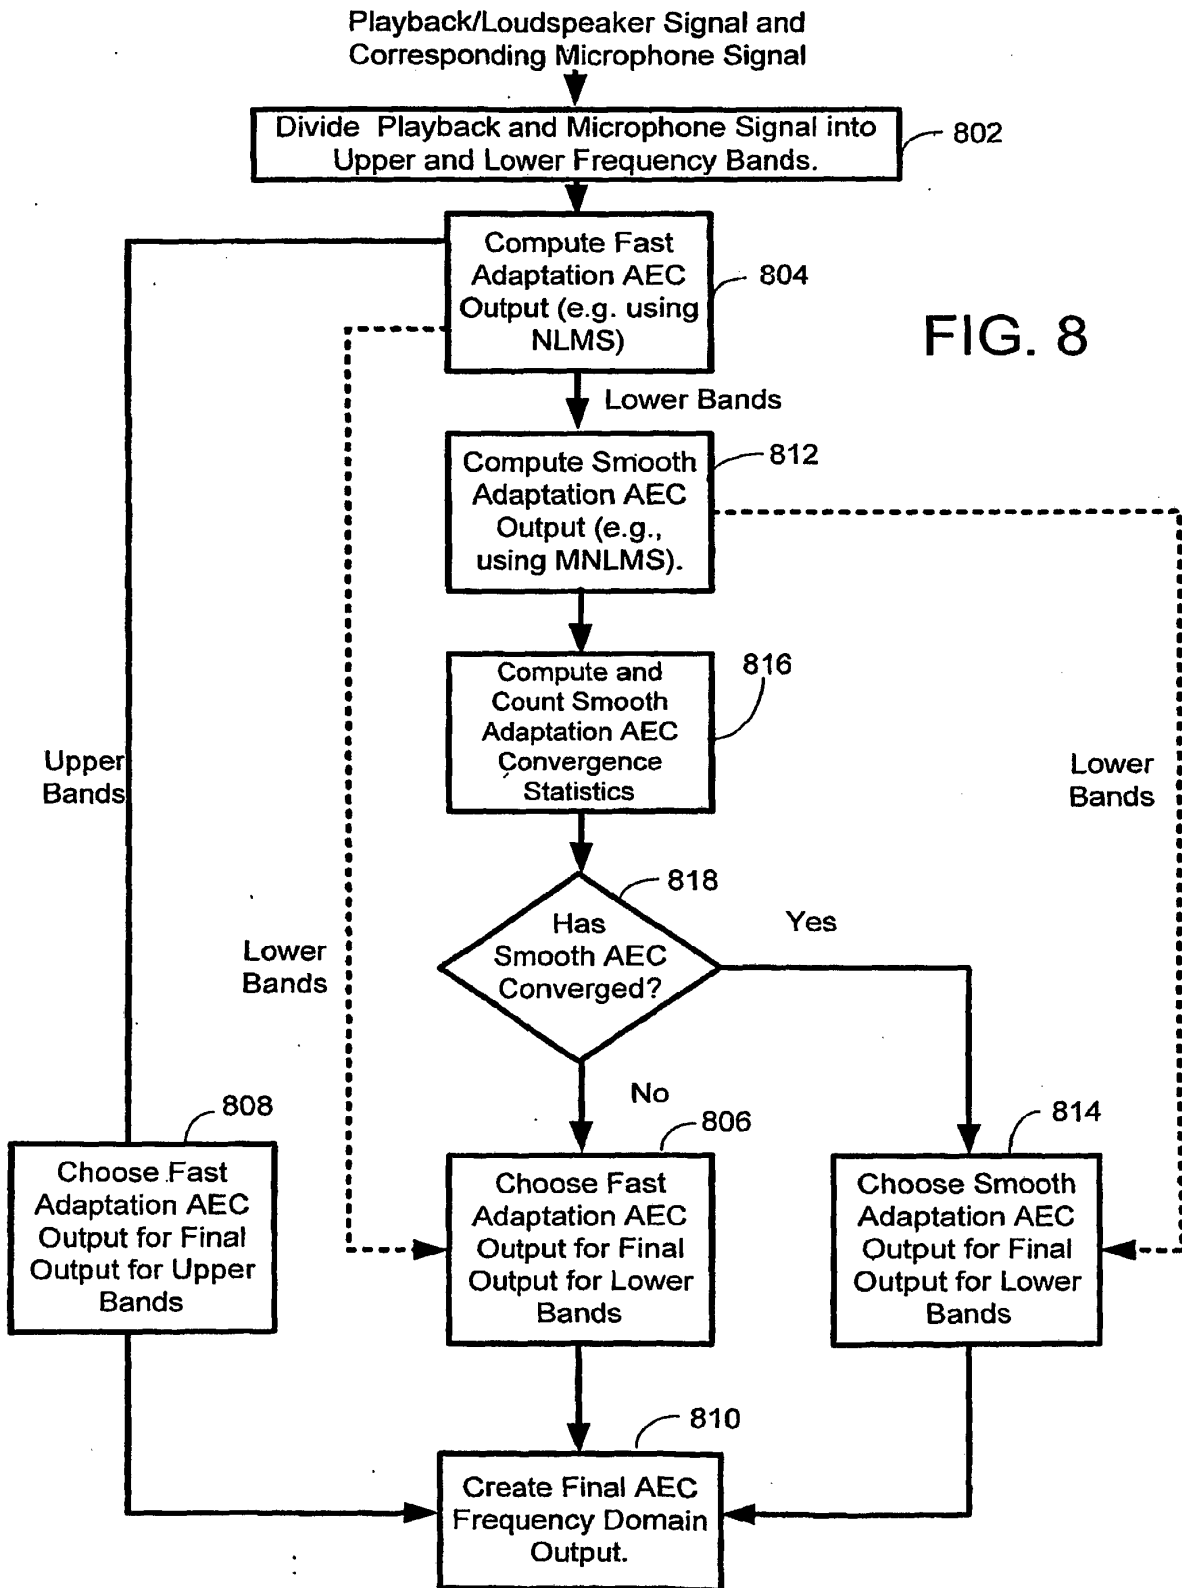 Playback/Loudspeaker Signal and
Corresponding Microphone Signal
Divide Playback and Microphone Signal into
Upper and Lower Frequency Bands.
802
Compute Fast
Adaptation AEC
Output (e.g. using
NLMS)
804
FIG. 8
Lower Bands
Compute Smooth
Adaptation AEC
Output (e.g.,
using MNLMS).
812
Compute and
Count Smooth
Adaptation AEC
Convergence
Statistics
816
Upper
Bands
Lower
Bands
818
Has
Smooth AEC
Converged?
Yes
Lower
Bands
No
808
Choose Fast
Adaptation AEC
Output for Final
Output for Upper
Bands
806
Choose Fast
Adaptation AEC
Output for Final
Output for Lower
Bands
814
Choose Smooth
Adaptation AEC
Output for Final
Output for Lower
Bands
810
Create Final AEC
Frequency Domain
Output.